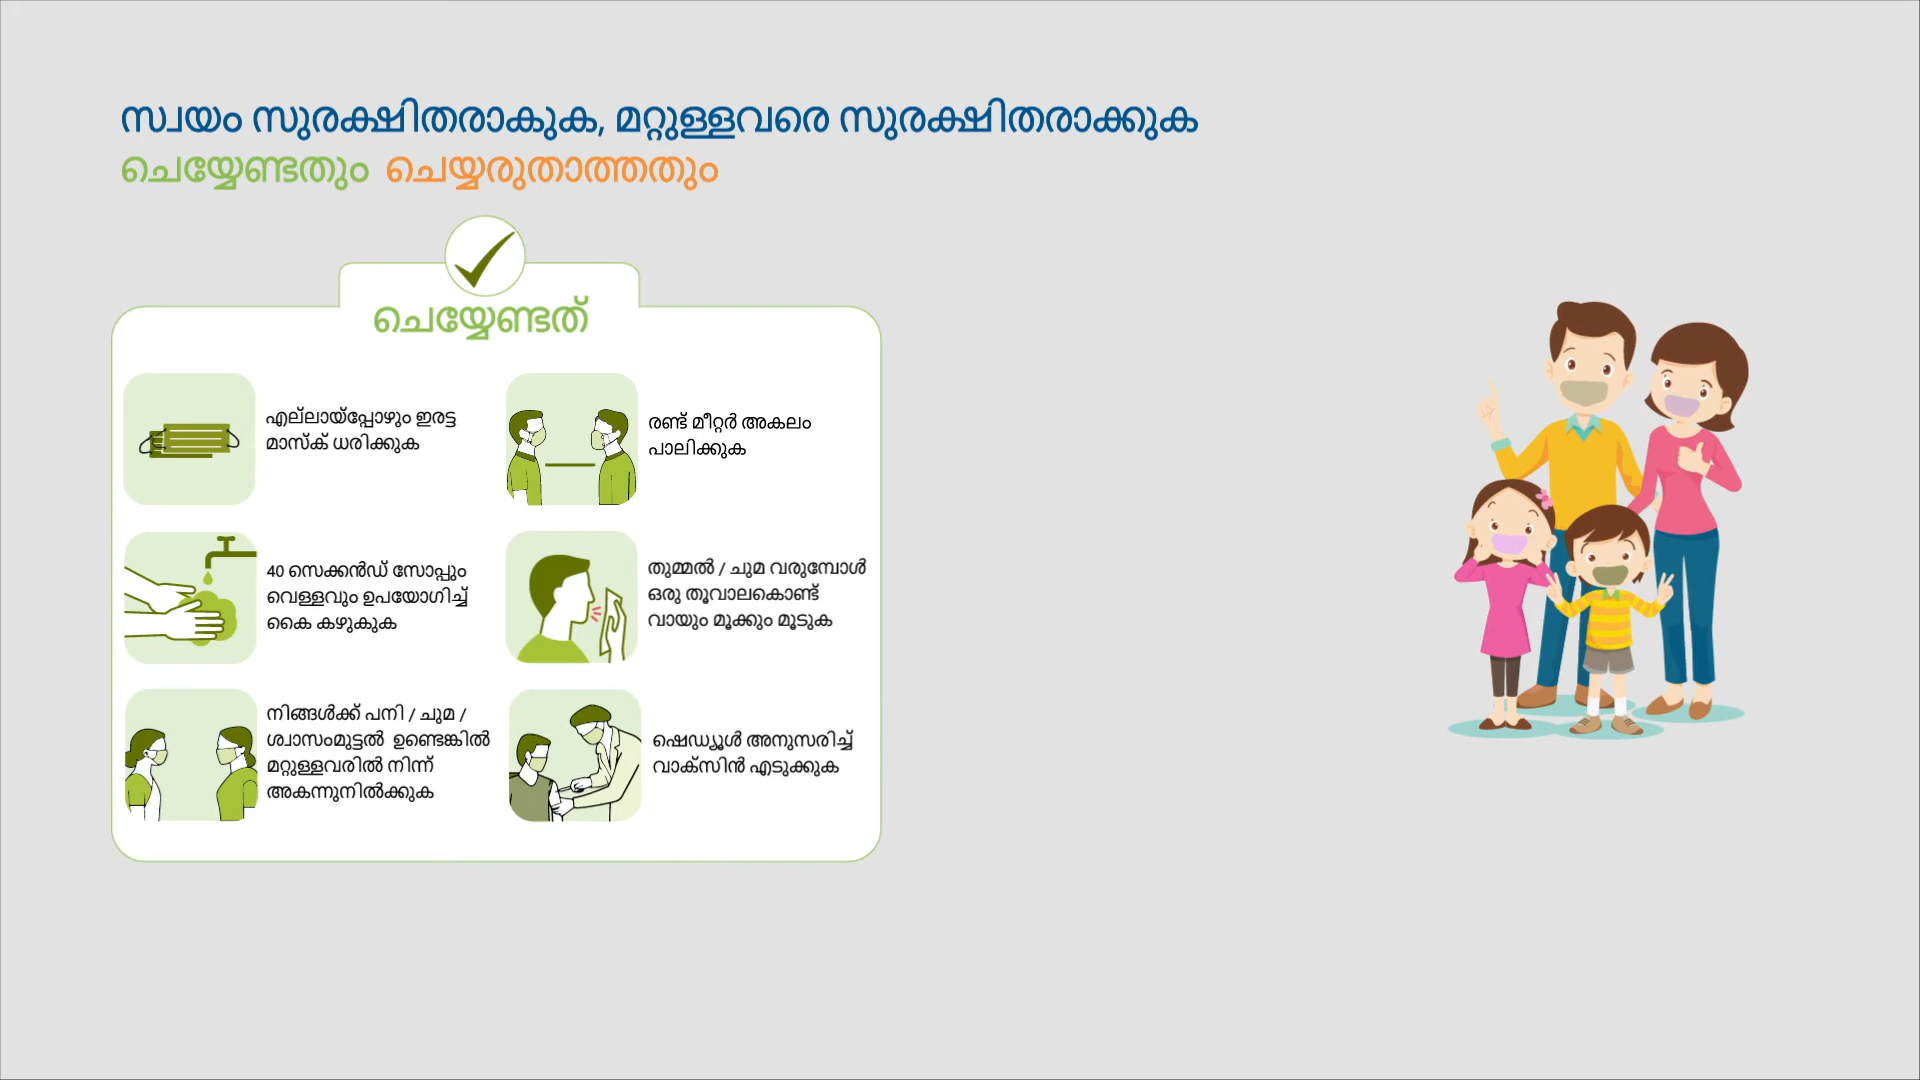 സ്വയം സുരക്ഷിതരാകുക, മറ്റുള്ളവരെ സുരക്ഷിതരാക്കുക
ചെയ്യേണ്ടതും ചെയ്യരുതാത്തതും
ചെയ്യേണ്ടത്
എല്ലായ്പ്പോഴും ഇരട്ട
മാസ്ക് ധരിക്കുക
രണ്ട് മീറ്റർ അകലം
പാലിക്കുക
40 സെക്കൻഡ് സോപ്പും
വെള്ളവും ഉപയോഗിച്ച്
കൈ കഴുകുക
തുമ്മൽ / ചുമ വരുമ്പോൾ
ഒരു തൂവാലകൊണ്ട്
വായും മൂക്കും മൂടുക
നിങ്ങൾക്ക് പനി / ചുമ /
ശ്വാസംമുട്ടൽ ഉണ്ടെങ്കിൽ
മറ്റുള്ളവരിൽ നിന്ന്
അകന്നുനിൽക്കുക
ഷെഡ്യൂൾ അനുസരിച്ച്
വാക്സിൻ എടുക്കുക